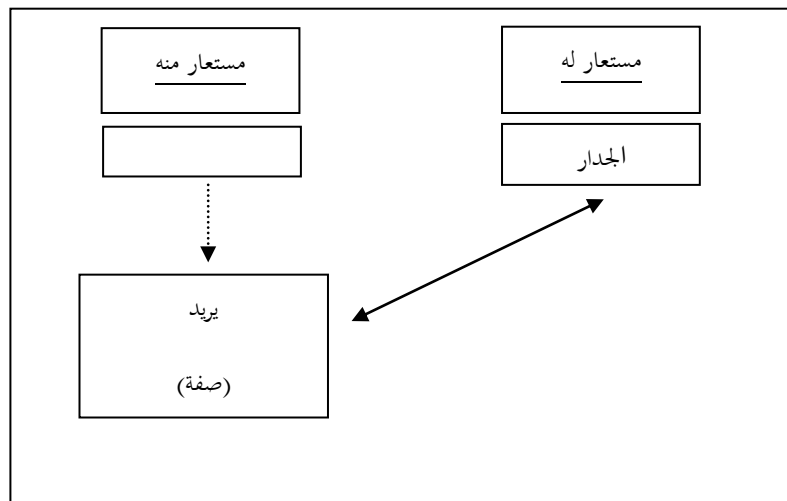 مستعار له
مستعار منه
الجدار
يريد
(صفة)